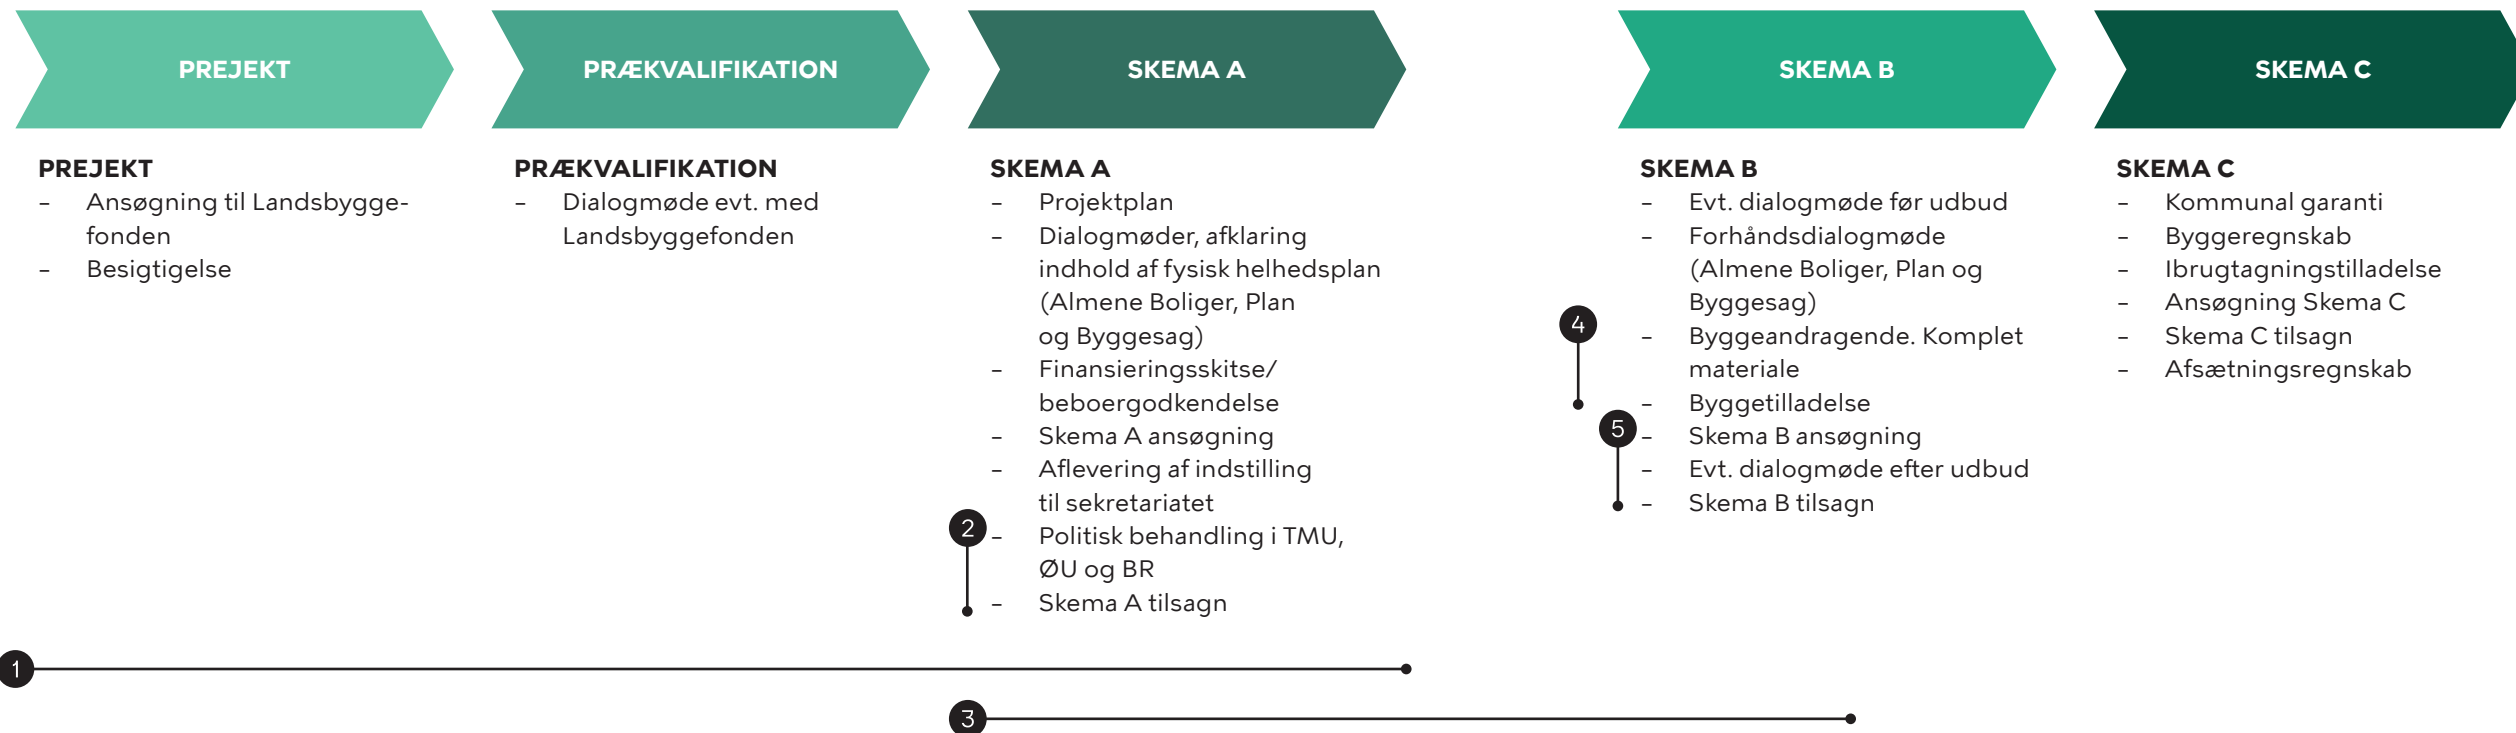 PREJEKT
PRÆKVALIFIKATION
SKEMA A
SKEMA B
SKEMA C
PREJEKT
– Ansøgning til Landsbygge-
fonden
– Besigtigelse
PRÆKVALIFIKATION
– Dialogmøde evt. med
Landsbyggefonden
SKEMA A
– Projektplan
– Dialogmøder, afklaring
indhold af fysisk helhedsplan
(Almene Boliger, Plan
og Byggesag)
– Finansieringsskitse/
beboergodkendelse
– Skema A ansøgning
– Aflevering af indstilling
til sekretariatet
2
– Politisk behandling i TMU,
ØU og BR
– Skema A tilsagn
SKEMA B
– Evt. dialogmøde før udbud
– Forhåndsdialogmøde
(Almene Boliger, Plan og
Byggesag)
4
– Byggeandragende. Komplet
materiale
– Byggetilladelse
5
– Skema B ansøgning
– Evt. dialogmøde efter udbud
– Skema B tilsagn
SKEMA C
– Kommunal garanti
– Byggeregnskab
– Ibrugtagningstilladelse
– Ansøgning Skema C
– Skema C tilsagn
– Afsætningsregnskab
1
3